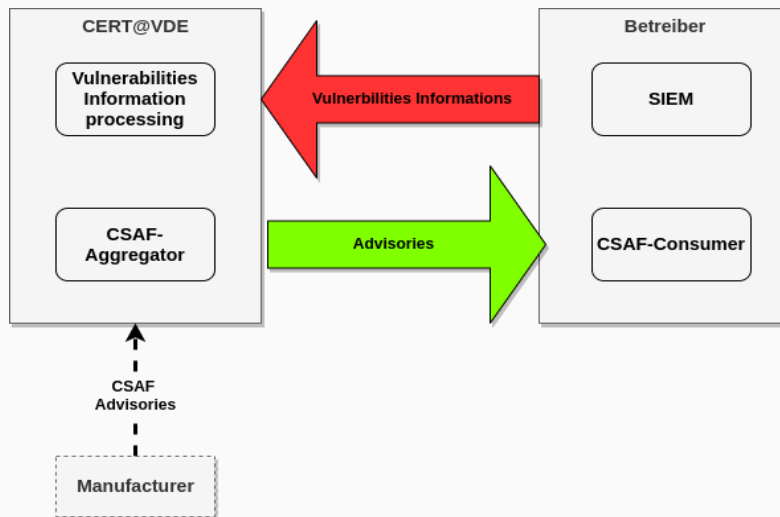 CERT@VDE
Betreiber
Vulnerabilities
Information
processing
Vulnerbilities Informations
SIEM
CSAF-
Aggregator
Advisories
CSAF-Consumer
CSAF
Advisories
Manufacturer